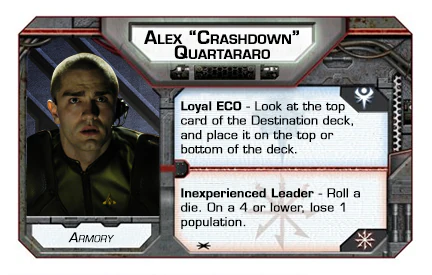 ALEX “CRASHDOWN”
QUARTARARO
Loyal ECO - Look at the top
card of the Destination deck,
and place it on the top or
bottom of the deck.
Inexperienced Leader - Roll a
die. On a 4 or lower, lose 1
population.
ARMORY